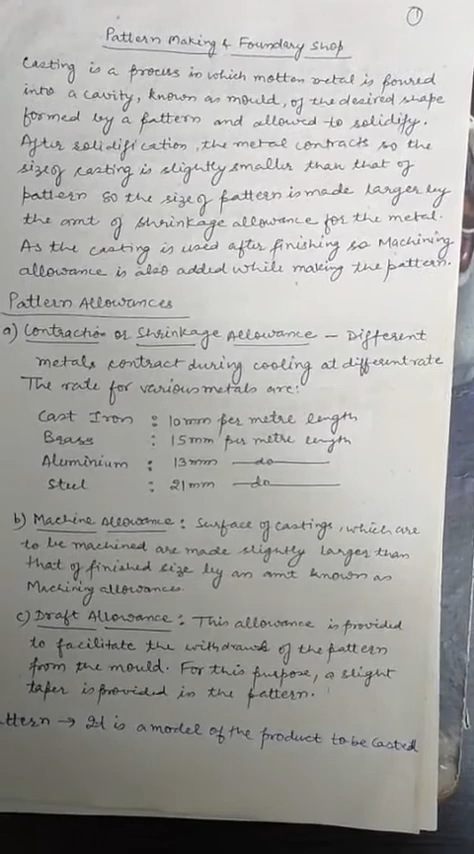 1
Pattern Making & Foundary Shop
Casting is a process in which motten metal is poured
into a cavity, known as mould, of the desired shape
formed by a pattern and allowed to solidify.
After solidification, the metal contracts so the
size of casting is slightly smaller than that of
pattern so the size of pattern is made larger by
the amt of shrinkage allowance for the metal.
As the casting is used after finishing so Machining
allowance is also added while making the pattern.
Pattern Allowances
a) Contraction or Shrinkage Allowance – Different
metals contract during cooling at different rate
The rate for various metals are:
Cast Iron : 10mm per metre length
Brass : 15mm per metre length
Aluminium : 13mm —do—
Steel : 21mm —do—
b) Machine Allowance : Surface of castings, which are
to be machined are made slightly larger than
that of finished size by an amt known as
Machining allowances.
c) Draft Allowance : This allowance is provided
to facilitate the withdrawl of the pattern
from the mould. For this purpose, a slight
taper is provided in the pattern.
ttern → It is a model of the product to be casted